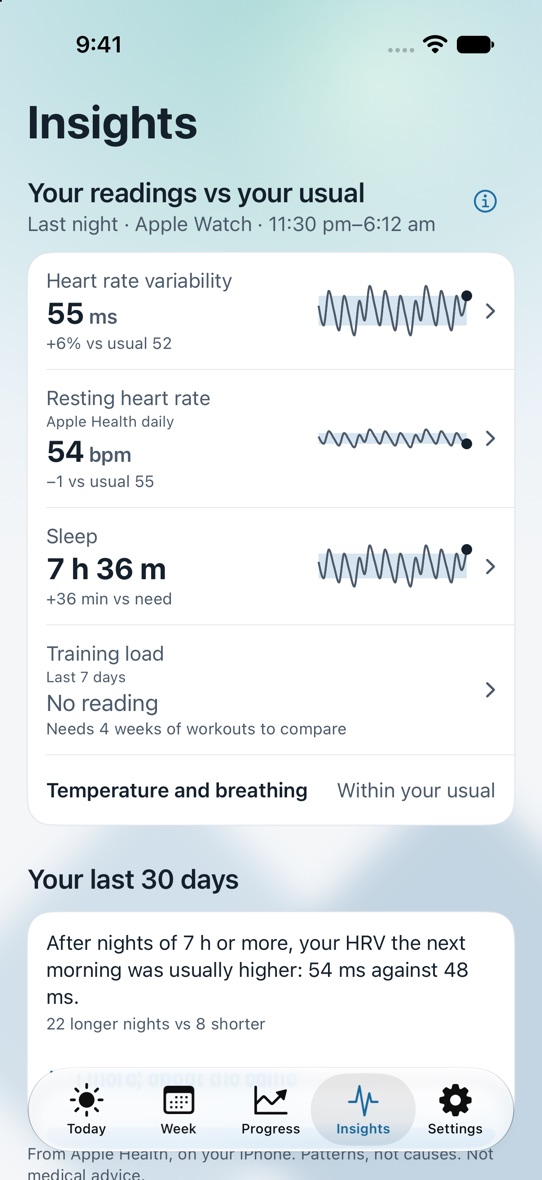 9:41
Insights
Your readings vs your usual
Last night · Apple Watch · 11:30 pm–6:12 am
Heart rate variability
55 ms
+6% vs usual 52
Resting heart rate
Apple Health daily
54 bpm
−1 vs usual 55
Sleep
7 h 36 m
+36 min vs need
Training load
Last 7 days
No reading
Needs 4 weeks of workouts to compare
Temperature and breathing Within your usual
Your last 30 days
After nights of 7 h or more, your HRV the next
morning was usually higher: 54 ms against 48
ms.
22 longer nights vs 8 shorter
Today Week Progress Insights Settings
From Apple Health, on your iPhone. Patterns, not causes. Not
medical advice.